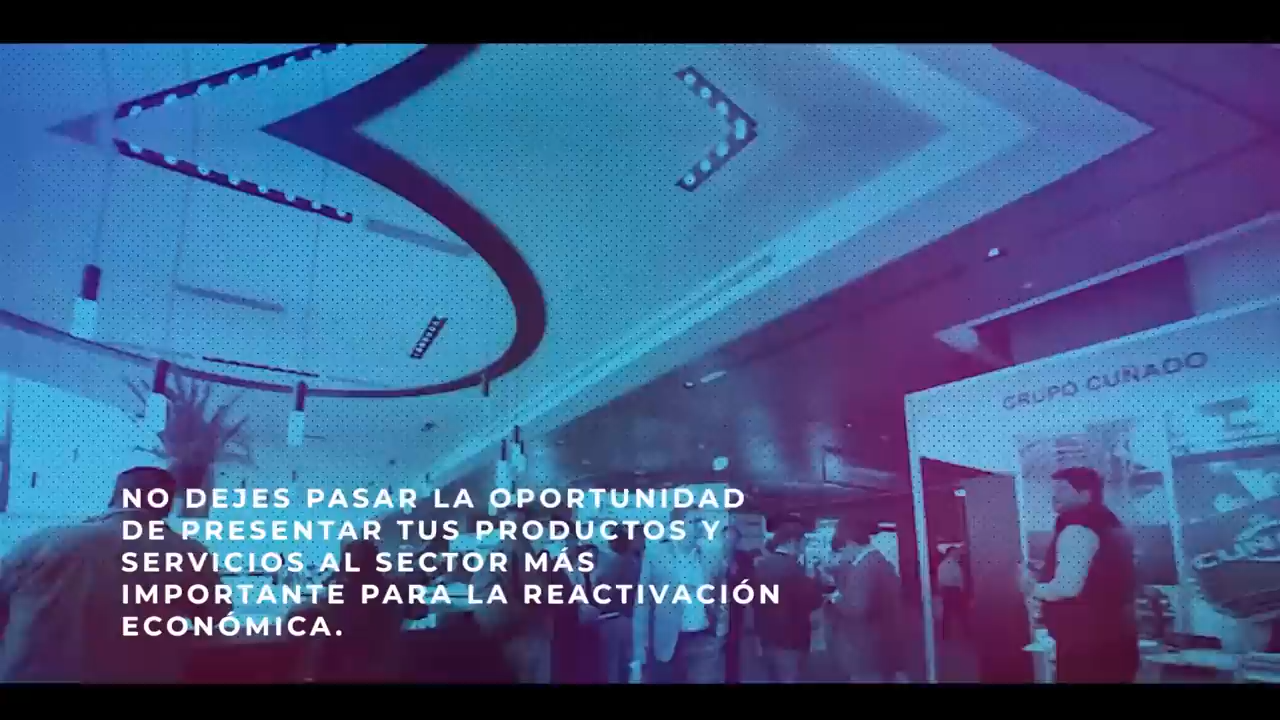 GRUPO CUÑADO
NO DEJES PASAR LA OPORTUNIDAD
DE PRESENTAR TUS PRODUCTOS Y
SERVICIOS AL SECTOR MÁS
IMPORTANTE PARA LA REACTIVACIÓN
ECONÓMICA.